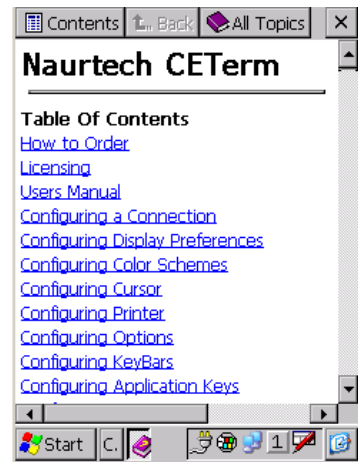 Contents Back All Topics
Naurtech CETerm
Table Of Contents
How to Order
Licensing
Users Manual
Configuring a Connection
Configuring Display Preferences
Configuring Color Schemes
Configuring Cursor
Configuring Printer
Configuring Options
Configuring KeyBars
Configuring Application Keys
Start C. 1